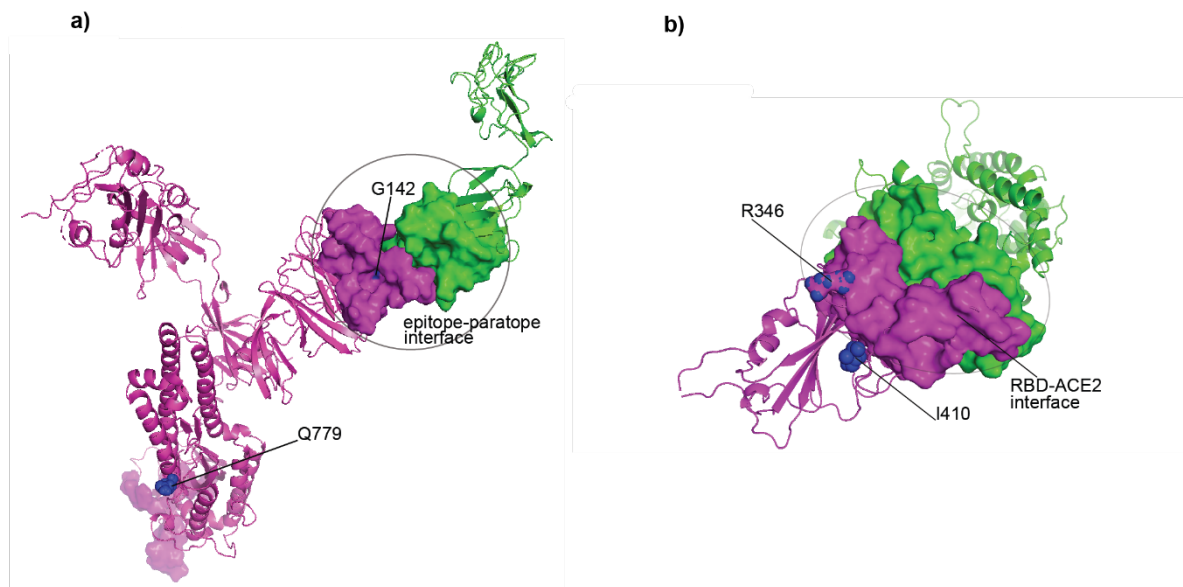 a)
G142
epitope-paratope
interface
Q779
b)
R346
RBD-ACE2
interface
I410